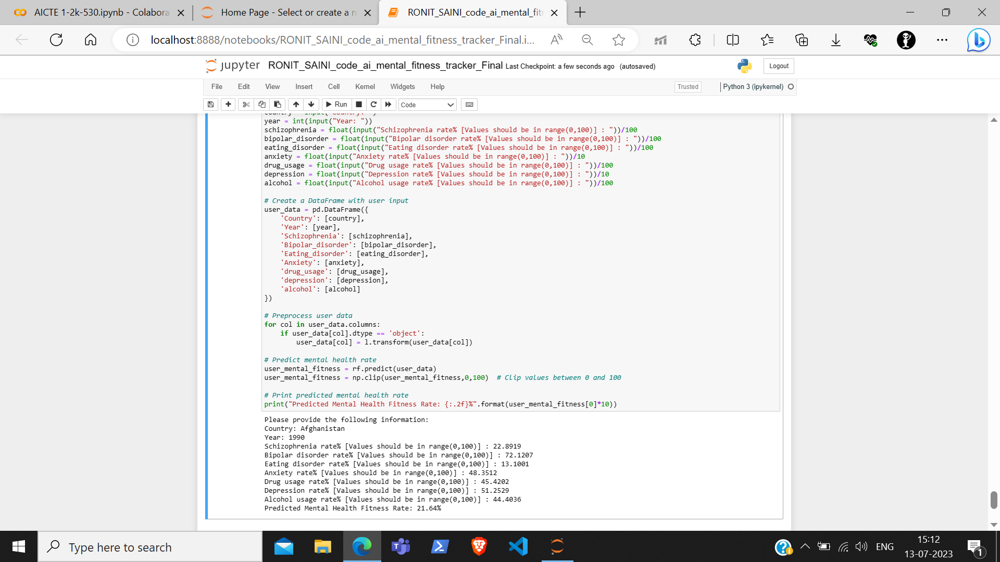 AICTE 1-2k-530.ipynb - Colabora
Home Page - Select or create a n
RONIT_SAINI_code_ai_mental_fit
localhost:8888/notebooks/RONIT_SAINI_code_ai_mental_fitness_tracker_Final.i...
jupyter RONIT_SAINI_code_ai_mental_fitness_tracker_Final Last Checkpoint: a few seconds ago (autosaved)
Logout
File Edit View Insert Cell Kernel Widgets Help
Trusted
Python 3 (ipykernel)
Run
Code
country = input("Country: ")
year = int(input("Year: "))
schizophrenia = float(input("Schizophrenia rate% [Values should be in range(0,100)] : "))/100
bipolar_disorder = float(input("Bipolar disorder rate% [Values should be in range(0,100)] : "))/100
eating_disorder = float(input("Eating disorder rate% [Values should be in range(0,100)] : "))/100
anxiety = float(input("Anxiety rate% [Values should be in range(0,100)] : "))/10
drug_usage = float(input("Drug usage rate% [Values should be in range(0,100)] : "))/100
depression = float(input("Depression rate% [Values should be in range(0,100)] : "))/10
alcohol = float(input("Alcohol usage rate% [Values should be in range(0,100)] : "))/100
# Create a DataFrame with user input
user_data = pd.DataFrame({
    'Country': [country],
    'Year': [year],
    'Schizophrenia': [schizophrenia],
    'Bipolar_disorder': [bipolar_disorder],
    'Eating_disorder': [eating_disorder],
    'Anxiety': [anxiety],
    'drug_usage': [drug_usage],
    'depression': [depression],
    'alcohol': [alcohol]
})
# Preprocess user data
for col in user_data.columns:
    if user_data[col].dtype == 'object':
        user_data[col] = l.transform(user_data[col])
# Predict mental health rate
user_mental_fitness = rf.predict(user_data)
user_mental_fitness = np.clip(user_mental_fitness,0,100)  # Clip values between 0 and 100
# Print predicted mental health rate
print("Predicted Mental Health Fitness Rate: {:.2f}%".format(user_mental_fitness[0]*10))
Please provide the following information:
Country: Afghanistan
Year: 1990
Schizophrenia rate% [Values should be in range(0,100)] : 22.8919
Bipolar disorder rate% [Values should be in range(0,100)] : 72.1207
Eating disorder rate% [Values should be in range(0,100)] : 13.1001
Anxiety rate% [Values should be in range(0,100)] : 48.3512
Drug usage rate% [Values should be in range(0,100)] : 45.4202
Depression rate% [Values should be in range(0,100)] : 51.2529
Alcohol usage rate% [Values should be in range(0,100)] : 44.4036
Predicted Mental Health Fitness Rate: 21.64%
Type here to search
ENG
15:12
13-07-2023
1